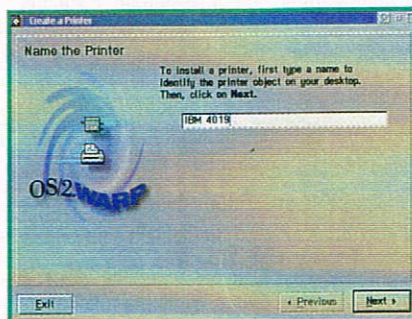 Create a Printer
Name the Printer
To install a printer, first type a name to
identify the printer object on your desktop.
Then, click on Next.
IBM 4019
OS/2 WARP
Exit
Previous
Next